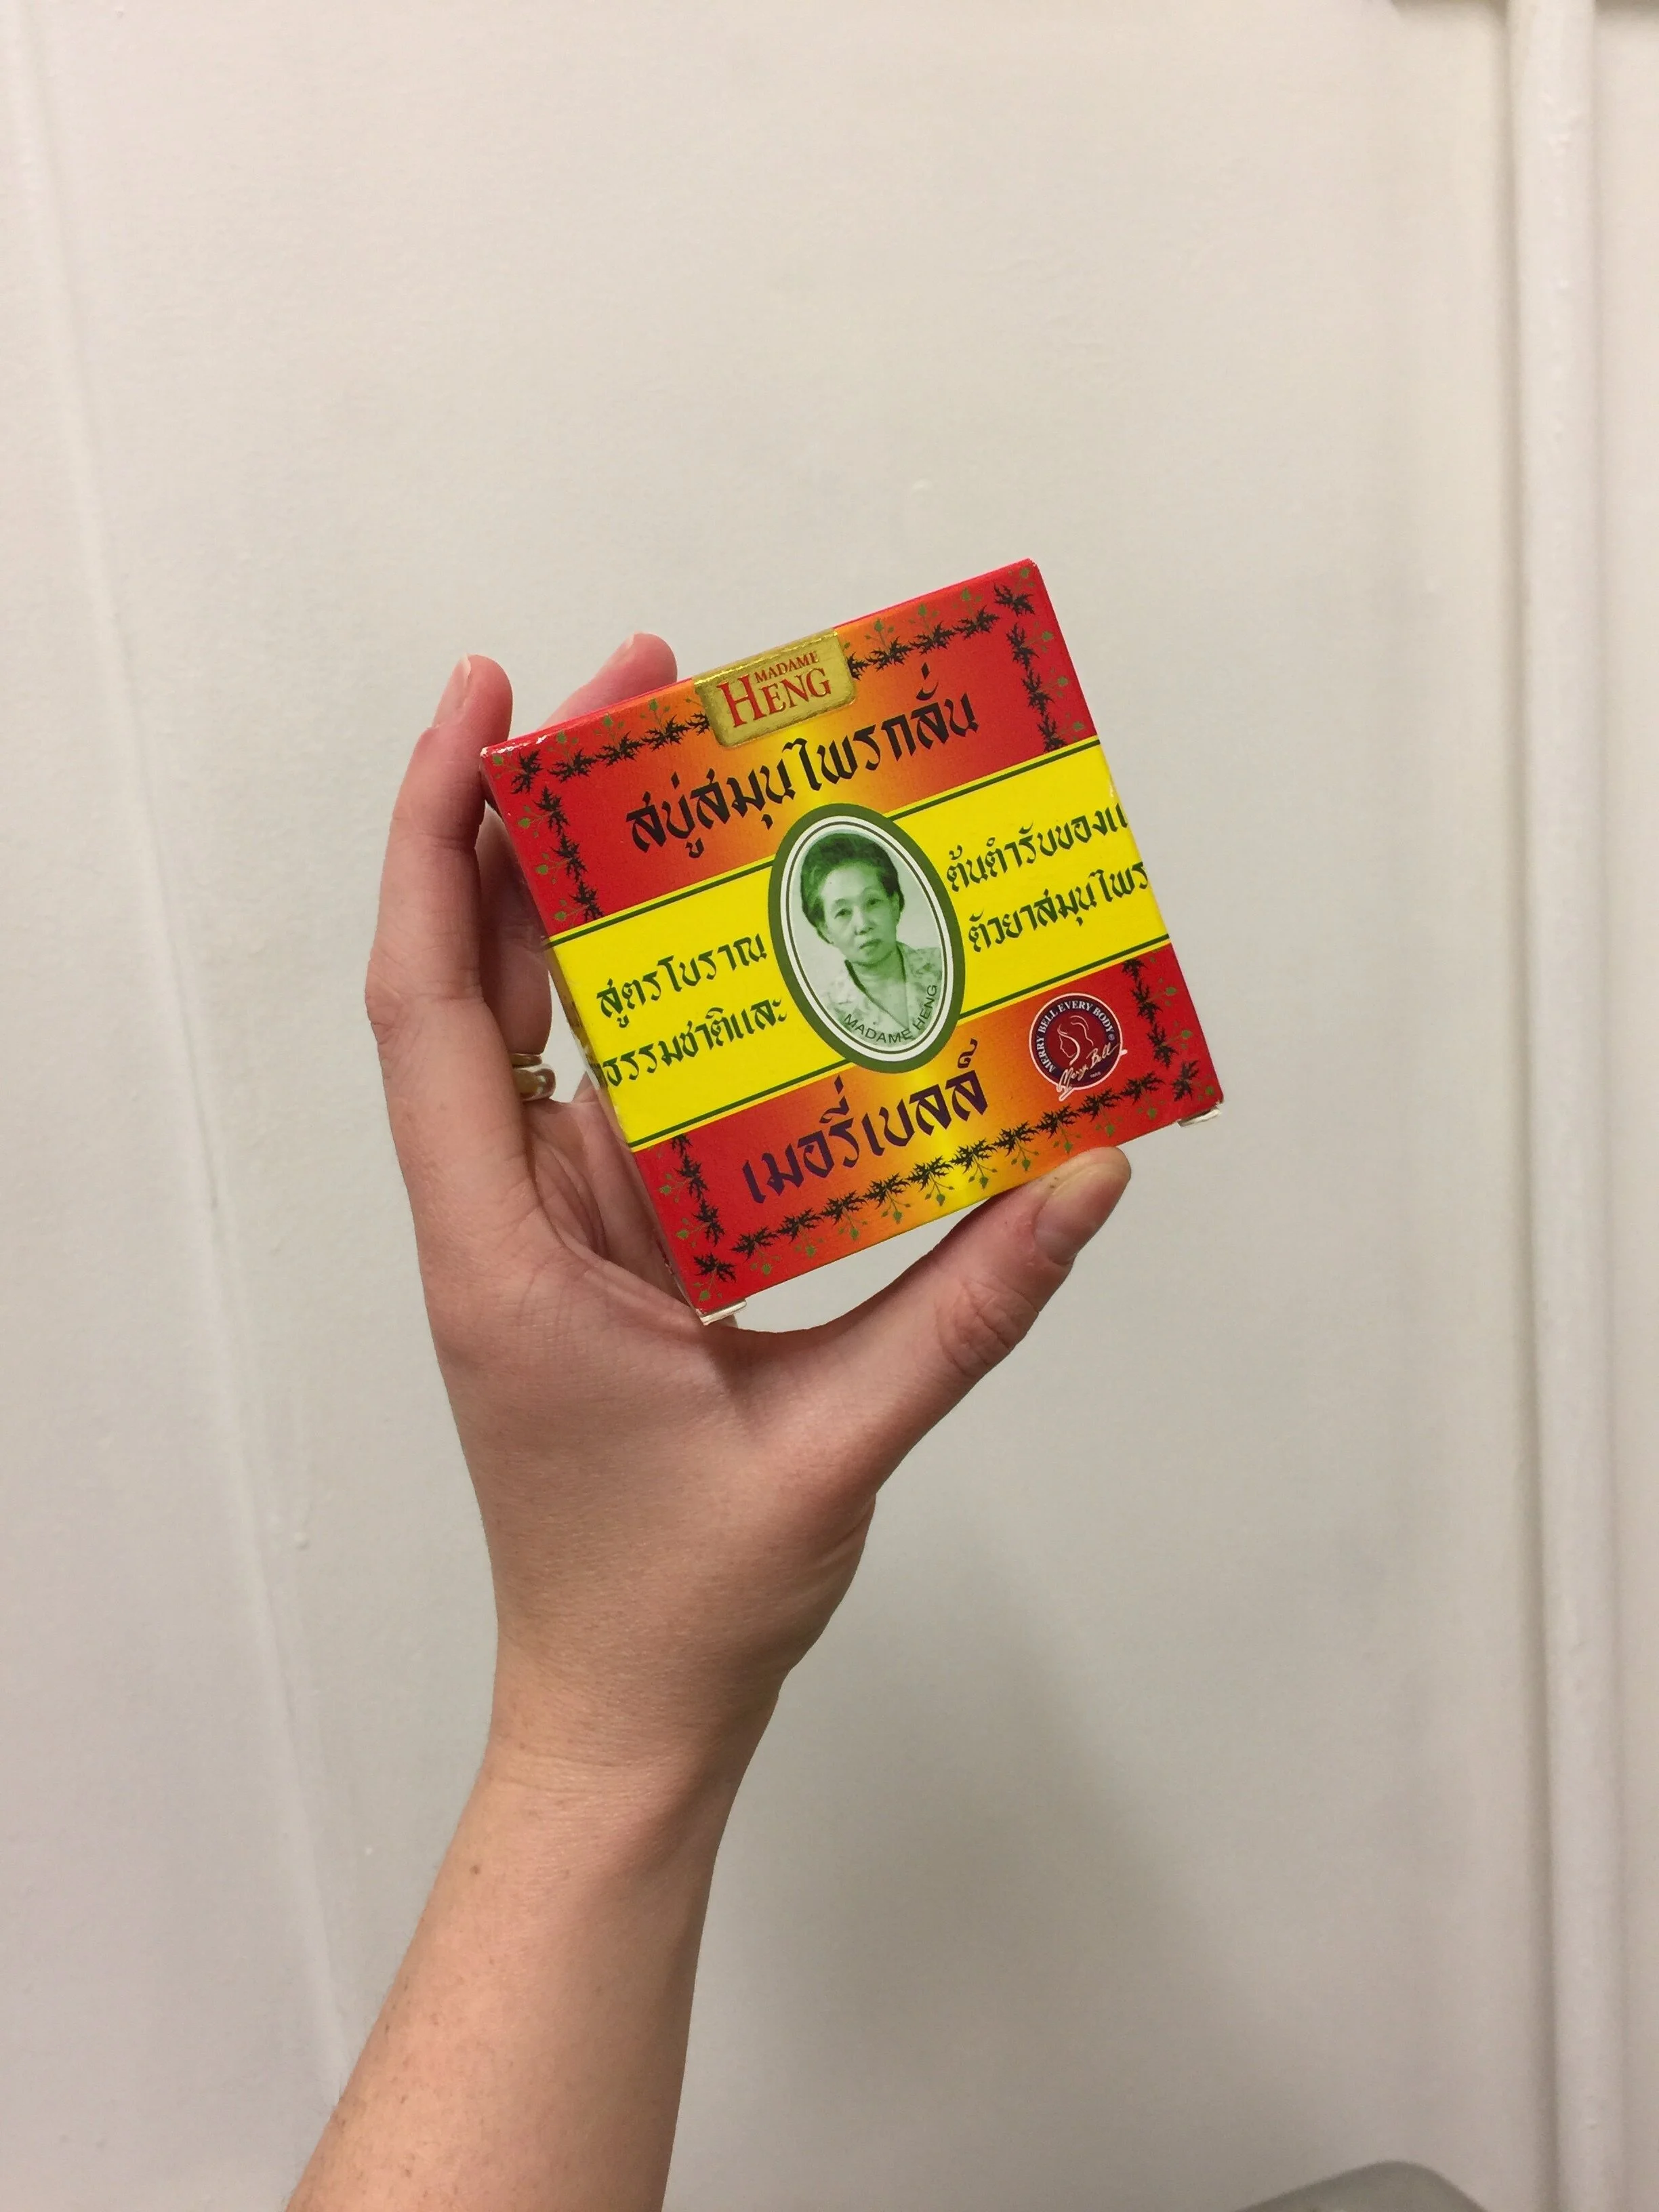 MADAME
HENG
สบู่สมุนไพรกลั่น
สูตรโบราณ
ต้นตำรับของแ
ธรรมชาติและ
ตัวยาสมุนไพร
MADAME HENG
MERRY BELL EVERY BODY®
Merry Bell
เมอรี่เบลล์